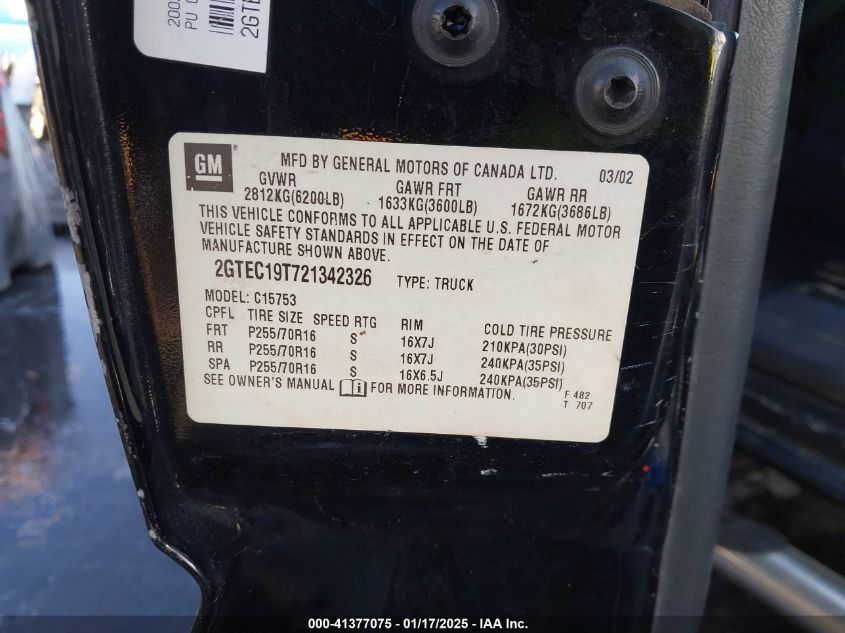 200
PU
2GTE
GM
MFD BY GENERAL MOTORS OF CANADA LTD. 03/02
GVWR GAWR FRT GAWR RR
2812KG(6200LB) 1633KG(3600LB) 1672KG(3686LB)
THIS VEHICLE CONFORMS TO ALL APPLICABLE U.S. FEDERAL MOTOR
VEHICLE SAFETY STANDARDS IN EFFECT ON THE DATE OF
MANUFACTURE SHOWN ABOVE.
2GTEC19T721342326 TYPE: TRUCK
MODEL: C15753
CPFL TIRE SIZE SPEED RTG RIM COLD TIRE PRESSURE
FRT P255/70R16 S 16X7J 210KPA(30PSI)
RR P255/70R16 S 16X7J 240KPA(35PSI)
SPA P255/70R16 S 16X6.5J 240KPA(35PSI)
SEE OWNER'S MANUAL FOR MORE INFORMATION.
F 482
T 707
000-41377075 - 01/17/2025 - IAA Inc.